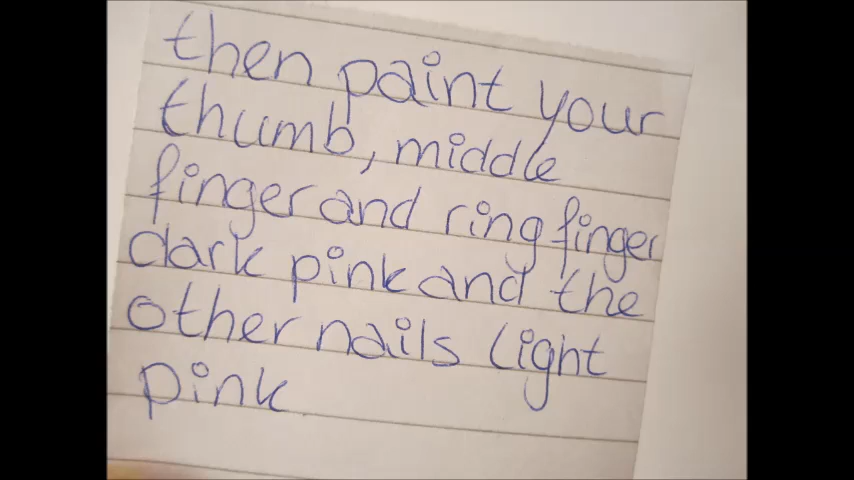 then paint your
thumb, middle
finger and ring finger
dark pink and the
other nails light
pink